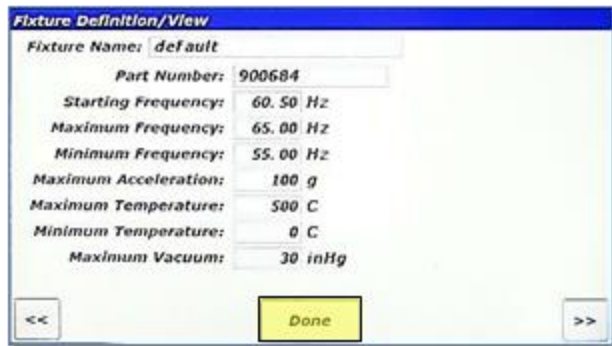 Fixture Definition/View
Fixture Name: default
Part Number: 900684
Starting Frequency: 60.50 Hz
Maximum Frequency: 65.00 Hz
Minimum Frequency: 55.00 Hz
Maximum Acceleration: 100 g
Maximum Temperature: 500 C
Minimum Temperature: 0 C
Maximum Vacuum: 30 inHg
<< Done >>